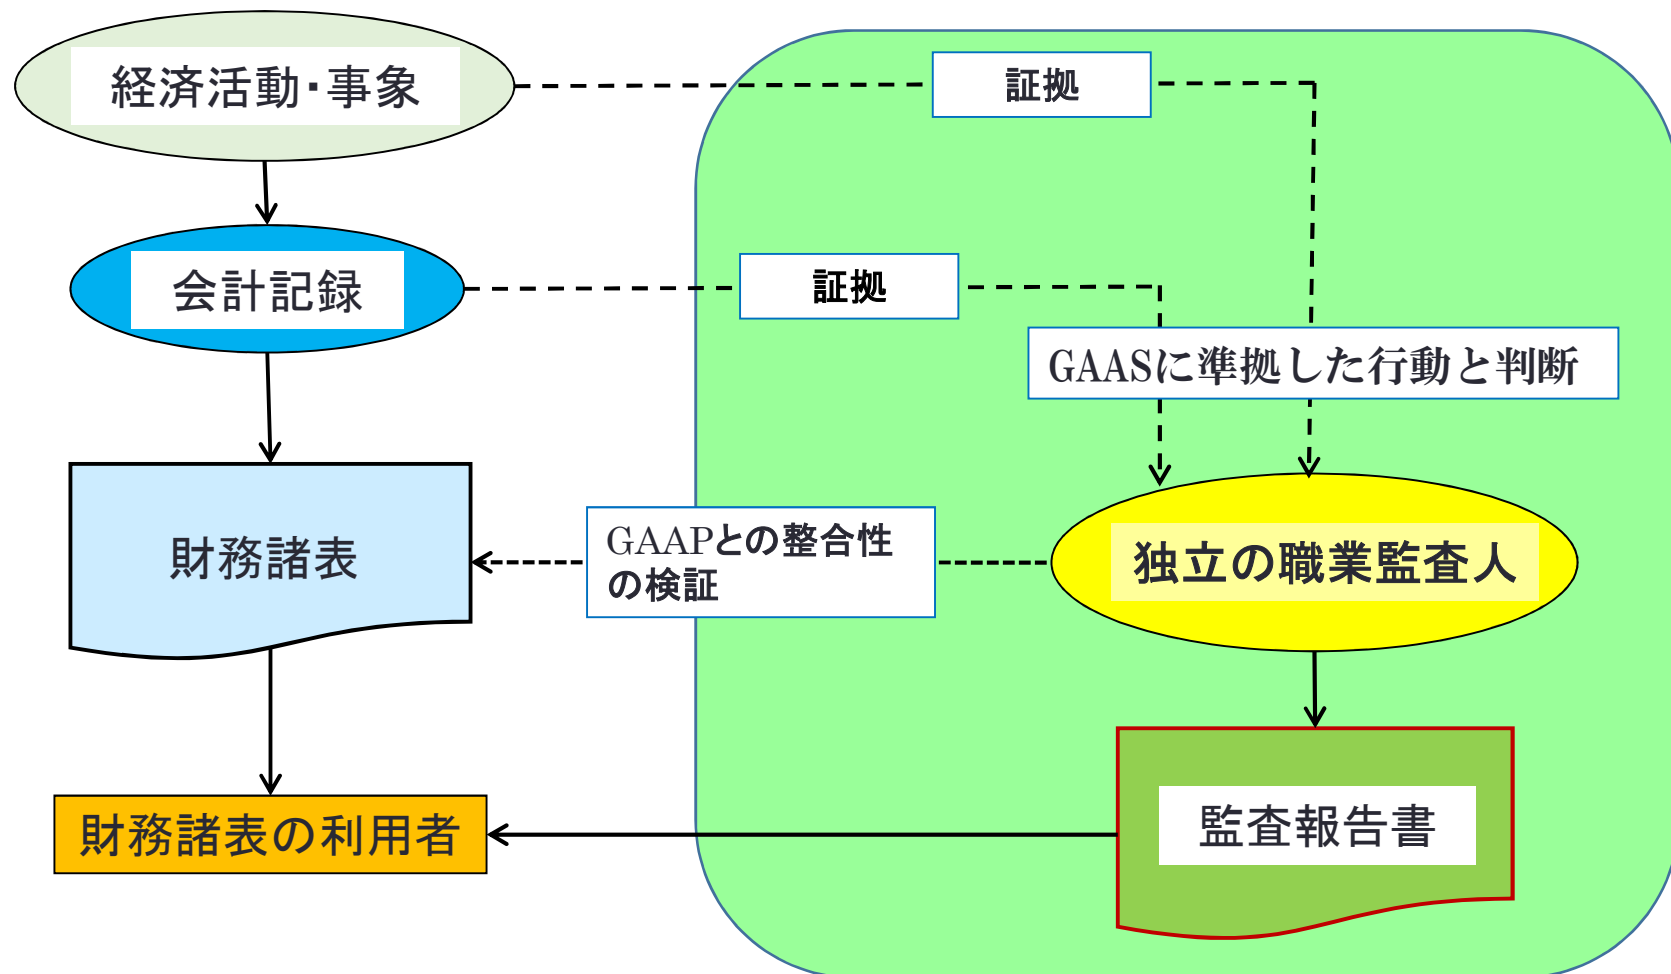 経済活動・事象
証拠
会計記録
証拠
GAASに準拠した行動と判断
財務諸表
GAAPとの整合性
の検証
独立の職業監査人
財務諸表の利用者
監査報告書